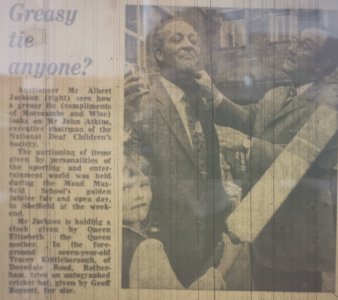 Greasy
tie
anyone?
Auctioneer Mr Albert
Jackson (right) sees how
a greasy tie (compliments
of Morecambe and Wise)
looks on Mr John Atkins,
executive chairman of the
National Deaf Children's
Society.
The auctioning of items
given by personalities of
the sporting and enter-
tainment world was held
during the Maud Max-
field School's golden
jubilee fair and open day,
in Sheffield at the week-
end.
Mr Jackson is holding a
clock given by Queen
Elizabeth the Queen
mother. In the fore-
ground seven-year-old
Tracey Kettleborough, of
Dovedale Road, Rother-
ham, tries an autographed
cricket bat, given by Geoff
Boycott, for size.